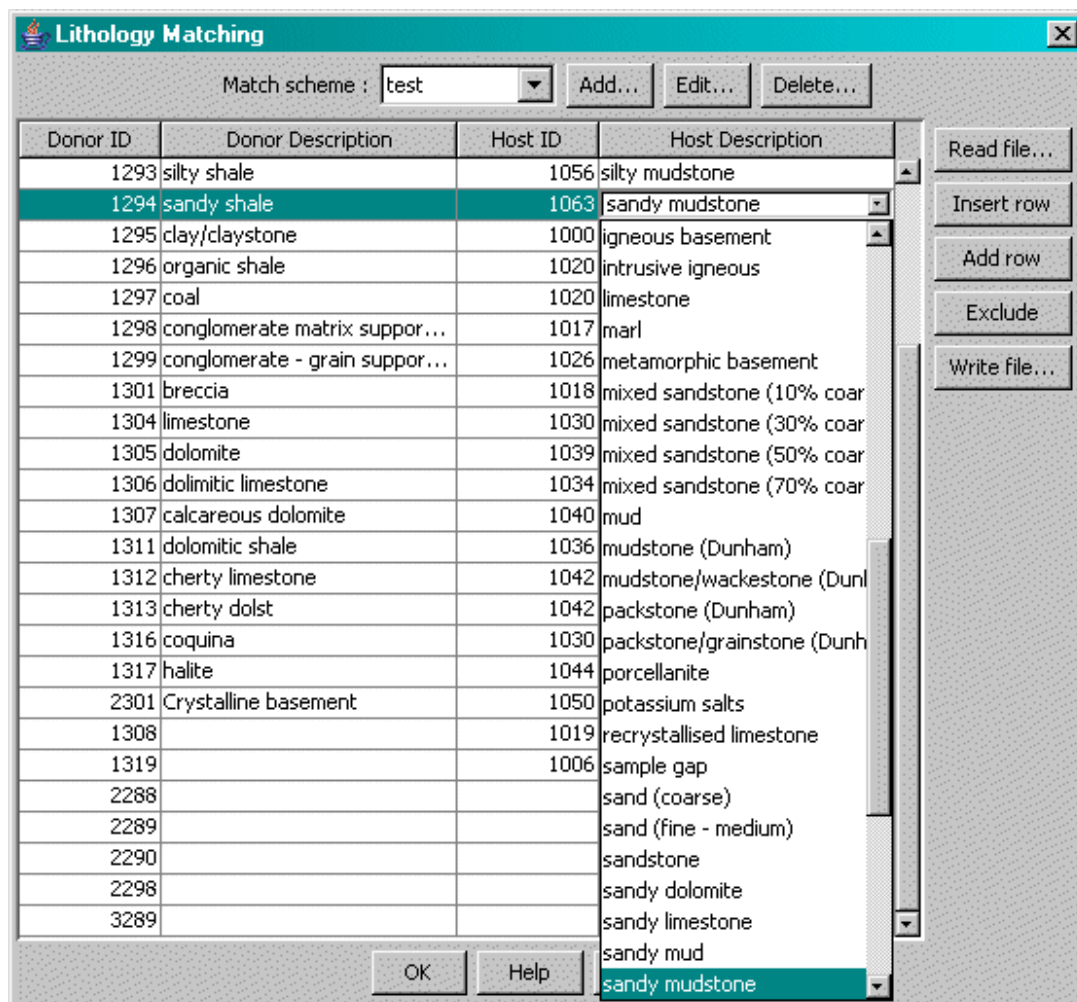 Lithology Matching
Match scheme : test Add... Edit... Delete...
Donor ID Donor Description Host ID Host Description Read file...
1293 silty shale 1056 silty mudstone
1294 sandy shale 1063 sandy mudstone Insert row
1295 clay/claystone 1000 igneous basement
1296 organic shale 1020 intrusive igneous Add row
1297 coal 1020 limestone
1298 conglomerate matrix suppor... 1017 marl Exclude
1299 conglomerate - grain suppor... 1026 metamorphic basement Write file...
1301 breccia 1018 mixed sandstone (10% coar
1304 limestone 1030 mixed sandstone (30% coar
1305 dolomite 1039 mixed sandstone (50% coar
1306 dolimitic limestone 1034 mixed sandstone (70% coar
1307 calcareous dolomite 1040 mud
1311 dolomitic shale 1036 mudstone (Dunham)
1312 cherty limestone 1042 mudstone/wackestone (Dunl
1313 cherty dolst 1042 packstone (Dunham)
1316 coquina 1030 packstone/grainstone (Dunh
1317 halite 1044 porcellanite
2301 Crystalline basement 1050 potassium salts
1308 1019 recrystallised limestone
1319 1006 sample gap
2288 sand (coarse)
2289 sand (fine - medium)
2290 sandstone
2298 sandy dolomite
3289 sandy limestone
sandy mud
OK Help sandy mudstone